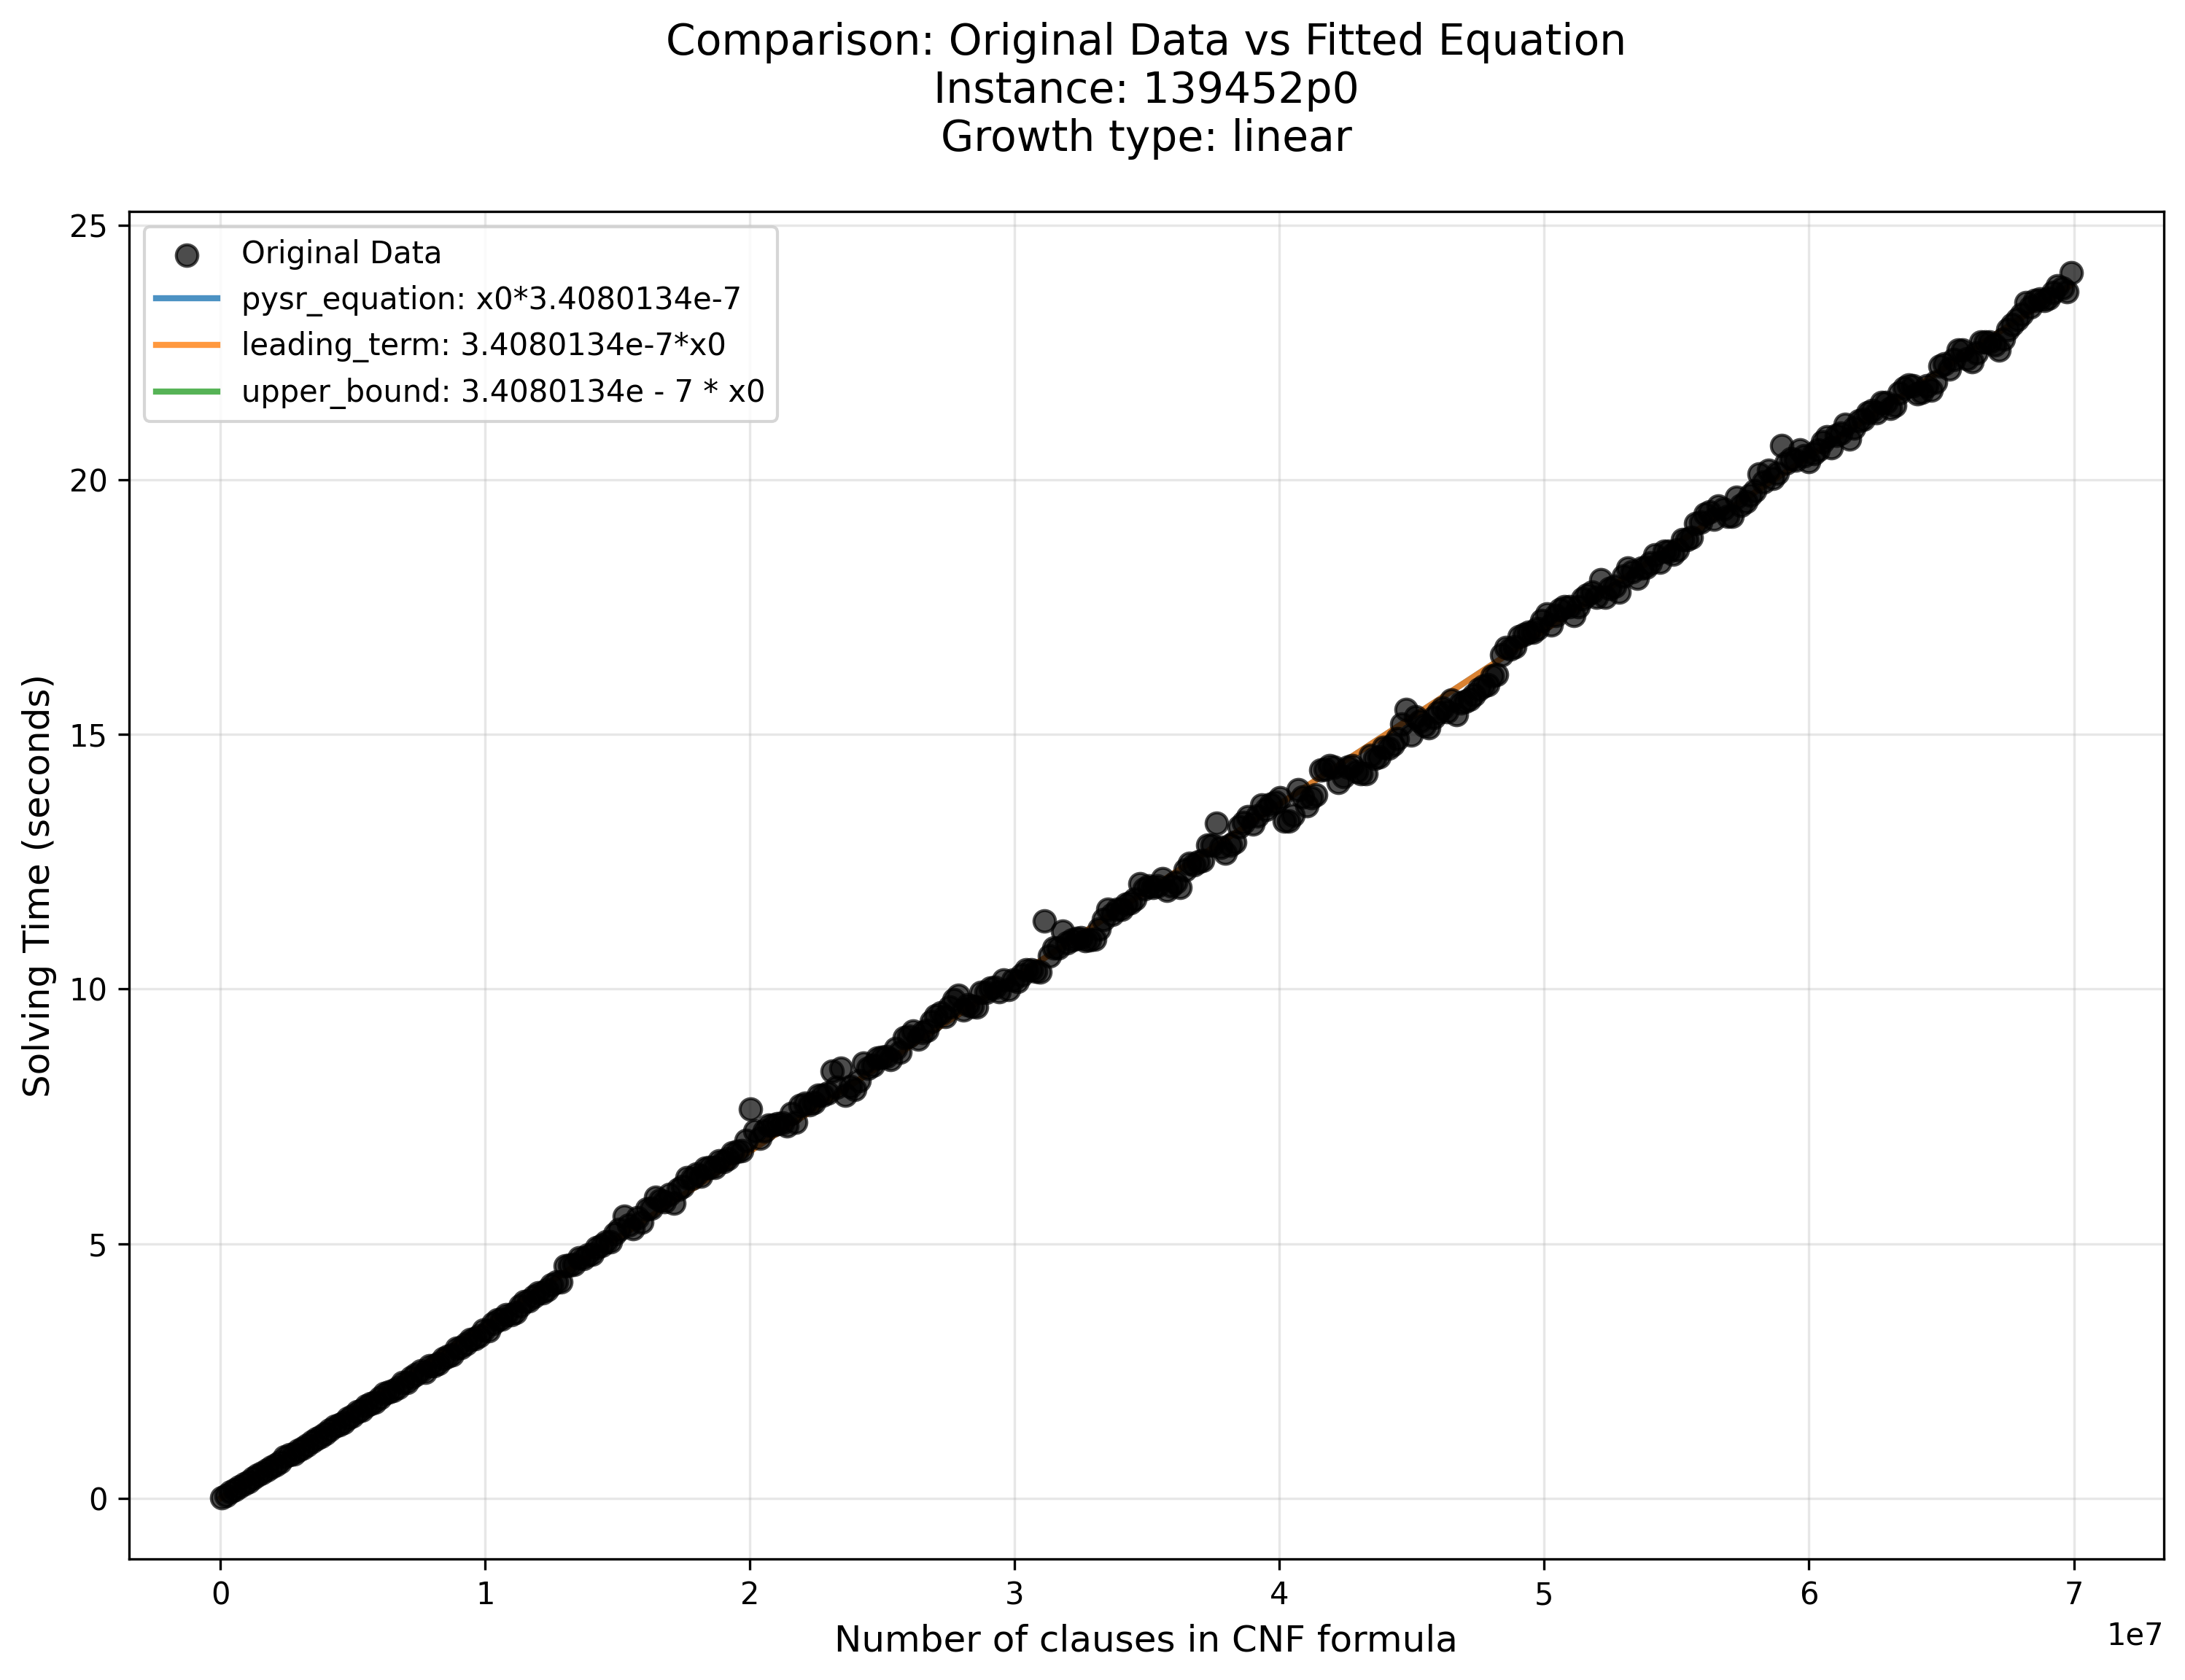 Comparison: Original Data vs Fitted Equation
Instance: 139452p0
Growth type: linear
Original Data
pysr_equation: x0*3.4080134e-7
leading_term: 3.4080134e-7*x0
upper_bound: 3.4080134e - 7 * x0
25
20
15
10
5
0
Solving Time (seconds)
0 1 2 3 4 5 6 7
1e7
Number of clauses in CNF formula